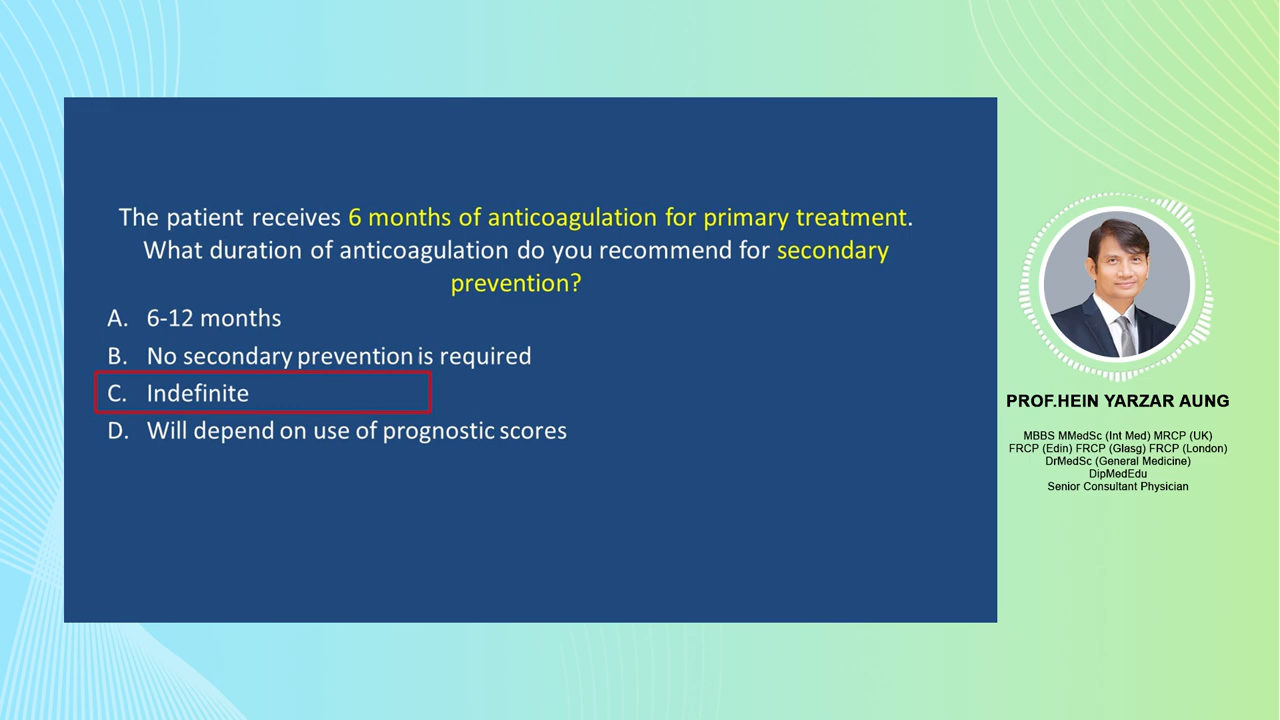 The patient receives 6 months of anticoagulation for primary treatment.
What duration of anticoagulation do you recommend for secondary
prevention?
A. 6-12 months
B. No secondary prevention is required
C. Indefinite
D. Will depend on use of prognostic scores
PROF.HEIN YARZAR AUNG
MBBS MMedSc (Int Med) MRCP (UK)
FRCP (Edin) FRCP (Glasg) FRCP (London)
DrMedSc (General Medicine)
DipMedEdu
Senior Consultant Physician